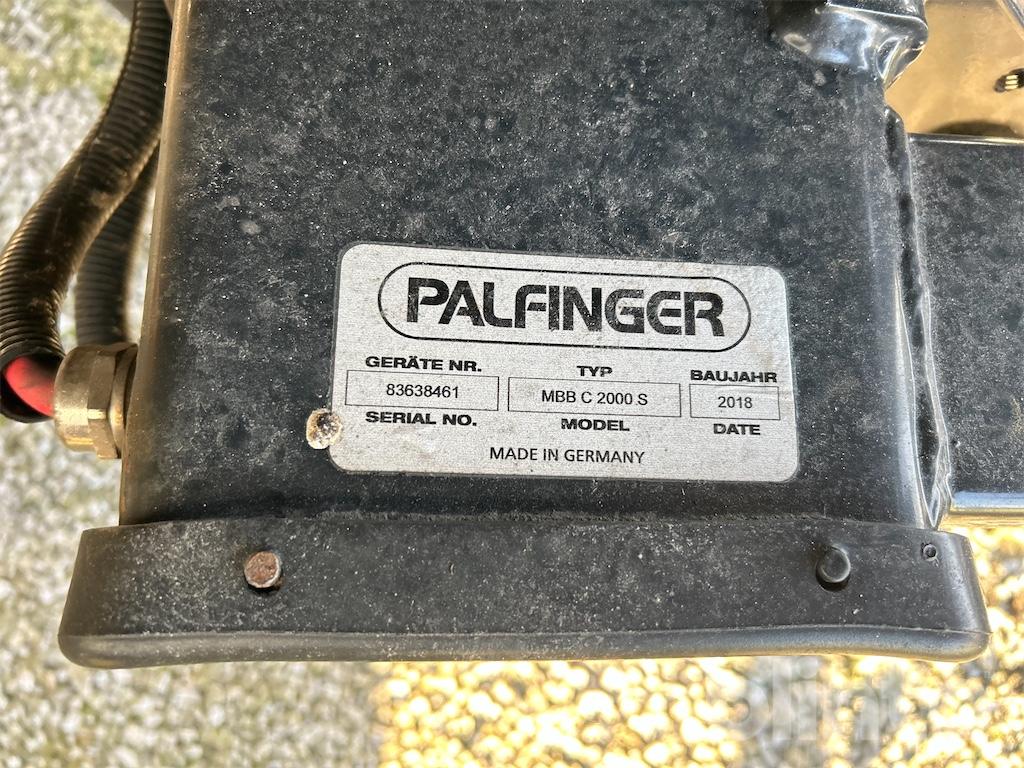 PALFINGER
GERÄTE NR. TYP BAUJAHR
83638461 MBB C 2000 S 2018
SERIAL NO. MODEL DATE
MADE IN GERMANY